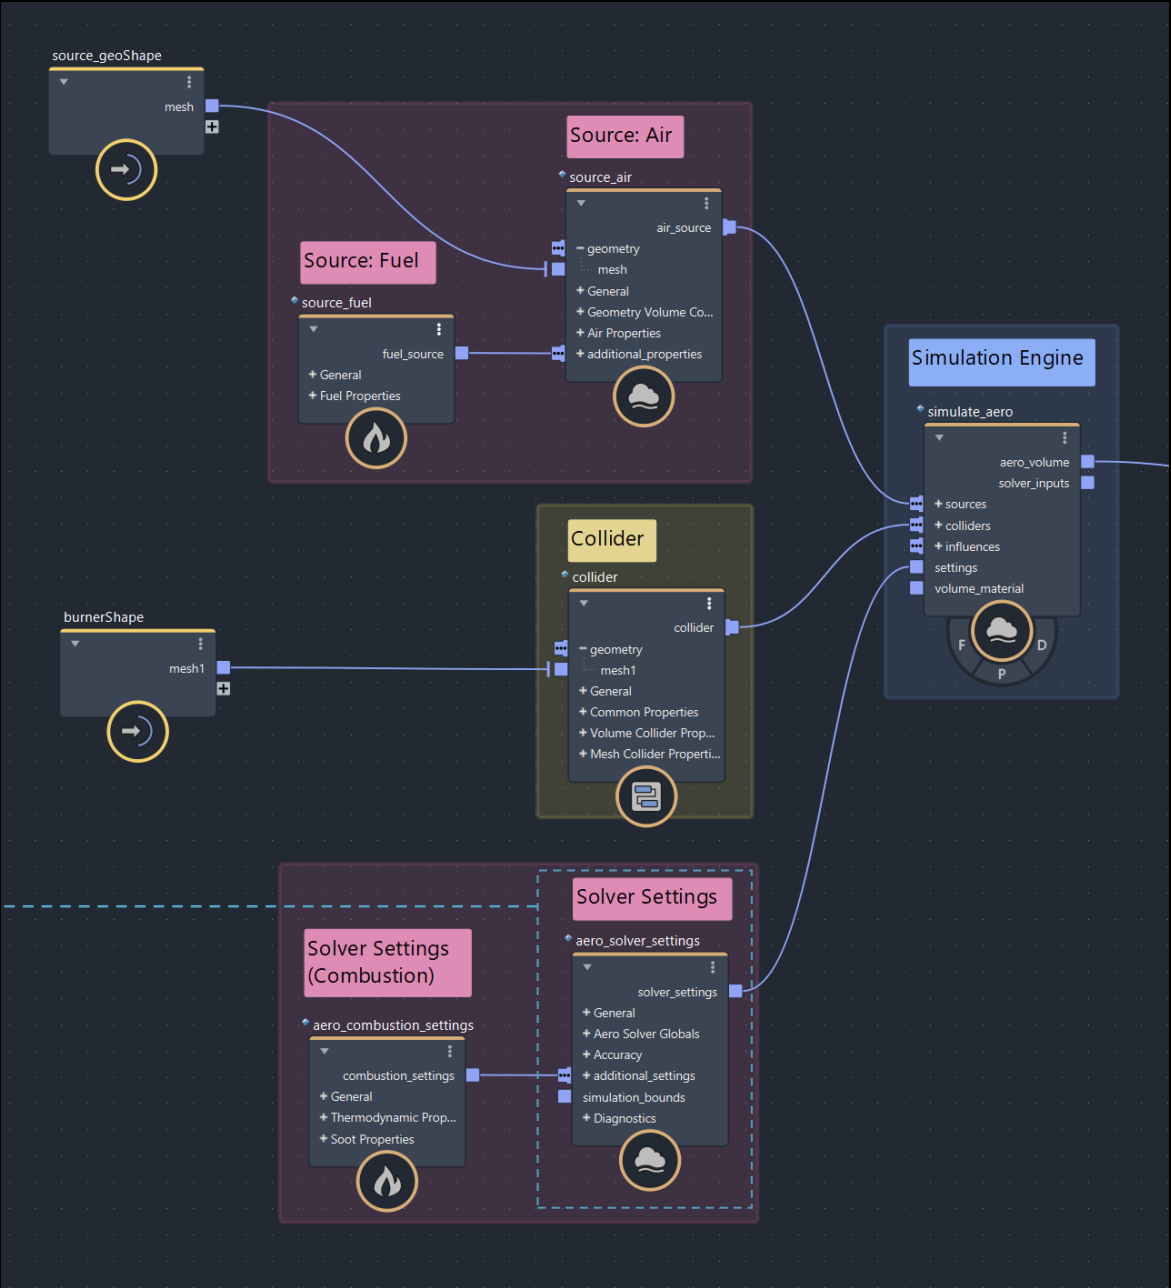 source_geoShape
mesh
Source: Air
source_air
air_source
geometry
mesh
General
Geometry Volume Co...
Air Properties
additional_properties
Source: Fuel
source_fuel
fuel_source
General
Fuel Properties
Simulation Engine
simulate_aero
aero_volume
solver_inputs
sources
colliders
influences
settings
volume_material
F
D
P
Collider
collider
collider
geometry
mesh1
General
Common Properties
Volume Collider Prop...
Mesh Collider Properti...
burnerShape
mesh1
Solver Settings
aero_solver_settings
solver_settings
General
Aero Solver Globals
Accuracy
additional_settings
simulation_bounds
Diagnostics
Solver Settings
(Combustion)
aero_combustion_settings
combustion_settings
General
Thermodynamic Prop...
Soot Properties